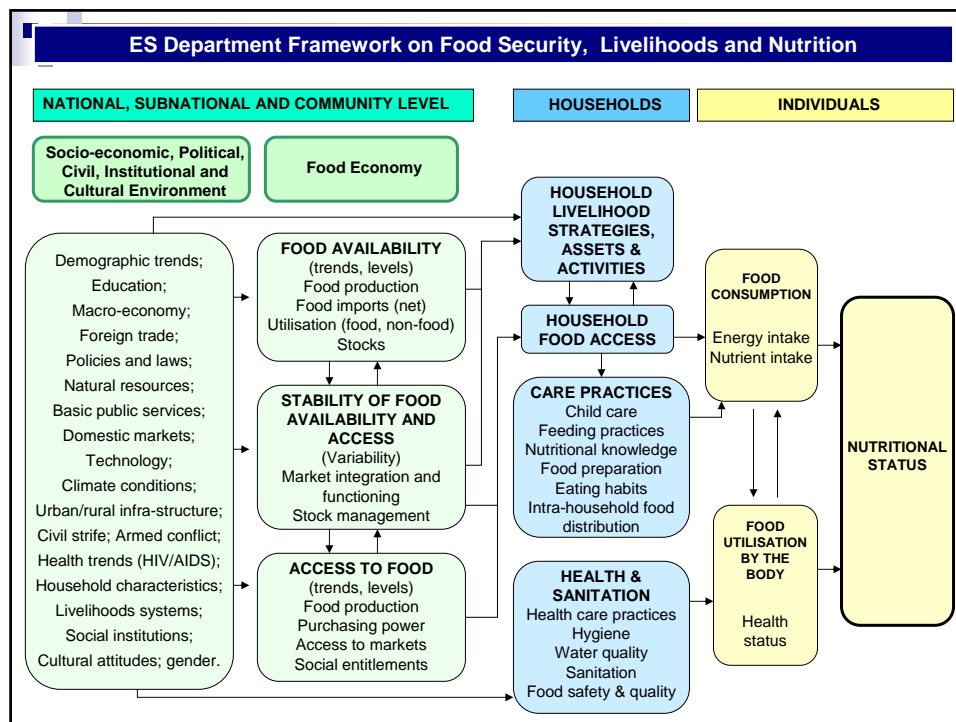 ES Department Framework on Food Security, Livelihoods and Nutrition
NATIONAL, SUBNATIONAL AND COMMUNITY LEVEL
HOUSEHOLDS
INDIVIDUALS
Socio-economic, Political,
Civil, Institutional and
Cultural Environment
Food Economy
Demographic trends;
Education;
Macro-economy;
Foreign trade;
Policies and laws;
Natural resources;
Basic public services;
Domestic markets;
Technology;
Climate conditions;
Urban/rural infra-structure;
Civil strife; Armed conflict;
Health trends (HIV/AIDS);
Household characteristics;
Livelihoods systems;
Social institutions;
Cultural attitudes; gender.
FOOD AVAILABILITY
(trends, levels)
Food production
Food imports (net)
Utilisation (food, non-food)
Stocks
STABILITY OF FOOD
AVAILABILITY AND
ACCESS
(Variability)
Market integration and
functioning
Stock management
ACCESS TO FOOD
(trends, levels)
Food production
Purchasing power
Access to markets
Social entitlements
HOUSEHOLD
LIVELIHOOD
STRATEGIES,
ASSETS &
ACTIVITIES
HOUSEHOLD
FOOD ACCESS
CARE PRACTICES
Child care
Feeding practices
Nutritional knowledge
Food preparation
Eating habits
Intra-household food
distribution
HEALTH &
SANITATION
Health care practices
Hygiene
Water quality
Sanitation
Food safety & quality
FOOD
CONSUMPTION
Energy intake
Nutrient intake
FOOD
UTILISATION
BY THE
BODY
Health
status
NUTRITIONAL
STATUS